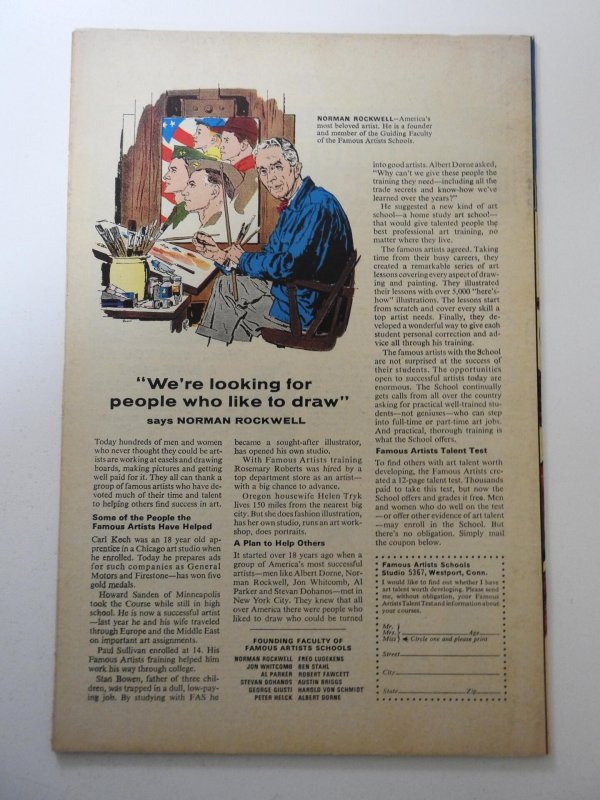 NORMAN ROCKWELL—America's
most beloved artist. He is a founder
and member of the Guiding Faculty
of the Famous Artists Schools.
"We're looking for
people who like to draw"
says NORMAN ROCKWELL
Today hundreds of men and women
who never thought they could be art-
ists are working at easels and drawing
boards, making pictures and getting
well paid for it. They all can thank a
group of famous artists who have de-
voted much of their time and talent
to helping others find success in art.
Some of the People the
Famous Artists Have Helped
Carl Koch was an 18 year old ap-
prentice in a Chicago art studio when
he enrolled. Today he prepares ads
for such companies as General
Motors and Firestone—has won five
gold medals.
Howard Sanden of Minneapolis
took the Course while still in high
school. He is now a successful artist
—last year he and his wife traveled
through Europe and the Middle East
on important art assignments.
Paul Sullivan enrolled at 14. His
Famous Artists training helped him
work his way through college.
Stan Bowen, father of three chil-
dren, was trapped in a dull, low-pay-
ing job. By studying with FAS he
became a sought-after illustrator,
has opened his own studio.
With Famous Artists training
Rosemary Roberts was hired by a
top department store as an artist—
with a big chance to advance.
Oregon housewife Helen Tryk
lives 150 miles from the nearest big
city. But she does fashion illustration,
has her own studio, runs an art work-
shop, does portraits.
A Plan to Help Others
It started over 18 years ago when a
group of America's most successful
artists—men like Albert Dorne, Nor-
man Rockwell, Jon Whitcomb, Al
Parker and Stevan Dohanos—met in
New York City. They knew that all
over America there were people who
liked to draw who could be turned
into good artists. Albert Dorne asked,
"Why can't we give these people the
training they need—including all the
trade secrets and know-how we've
learned over the years?"
He suggested a new kind of art
school—a home study art school—
that would give talented people the
best professional art training, no
matter where they live.
The famous artists agreed. Taking
time from their busy careers, they
created a remarkable series of art
lessons covering every aspect of draw-
ing and painting. They illustrated
their lessons with over 5,000 "here's-
how" illustrations. The lessons start
from scratch and cover every skill a
top artist needs. Finally, they de-
veloped a wonderful way to give each
student personal correction and ad-
vice all through his training.
The famous artists with the School
are not surprised at the success of
their students. The opportunities
open to successful artists today are
enormous. The School continually
gets calls from all over the country
asking for practical well-trained stu-
dents—not geniuses—who can step
into full-time or part-time art jobs.
And practical, thorough training is
what the School offers.
Famous Artists Talent Test
To find others with art talent worth
developing, the Famous Artists cre-
ated a 12-page talent test. Thousands
paid to take this test, but now the
School offers and grades it free. Men
and women who do well on the test
—or offer other evidence of art talent
—may enroll in the School. But
there's no obligation. Simply mail
the coupon below.
FOUNDING FACULTY OF
FAMOUS ARTISTS SCHOOLS
NORMAN ROCKWELL FRED LUDEKENS
JON WHITCOMB BEN STAHL
AL PARKER ROBERT FAWCETT
STEVAN DOHANOS AUSTIN BRIGGS
GEORGE GIUSTI HAROLD VON SCHMIDT
PETER HELCK ALBERT DORNE
Famous Artists Schools
Studio 5367, Westport, Conn.
I would like to find out whether I have
art talent worth developing. Please send
me, without obligation, your Famous
Artists Talent Test and information about
your courses.
Mr.
Mrs. Age
Miss Circle one and please print
Street
City
State Zip